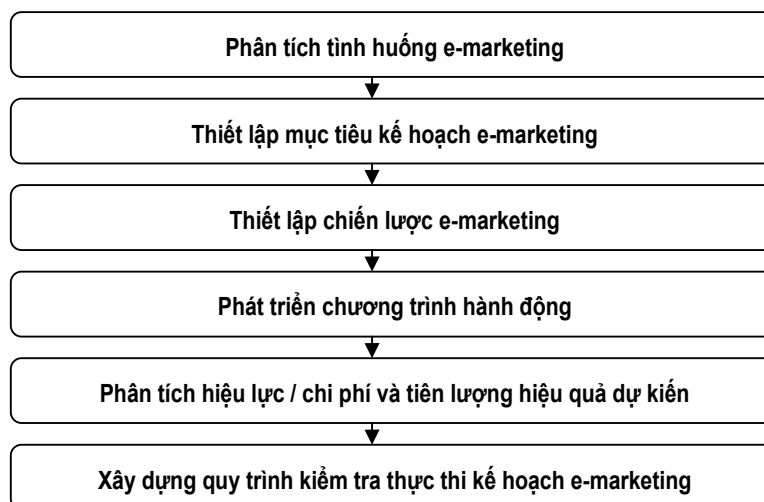 Phân tích tình huống e-marketing
Thiết lập mục tiêu kế hoạch e-marketing
Thiết lập chiến lược e-marketing
Phát triển chương trình hành động
Phân tích hiệu lực / chi phí và tiên lượng hiệu quả dự kiến
Xây dựng quy trình kiểm tra thực thi kế hoạch e-marketing